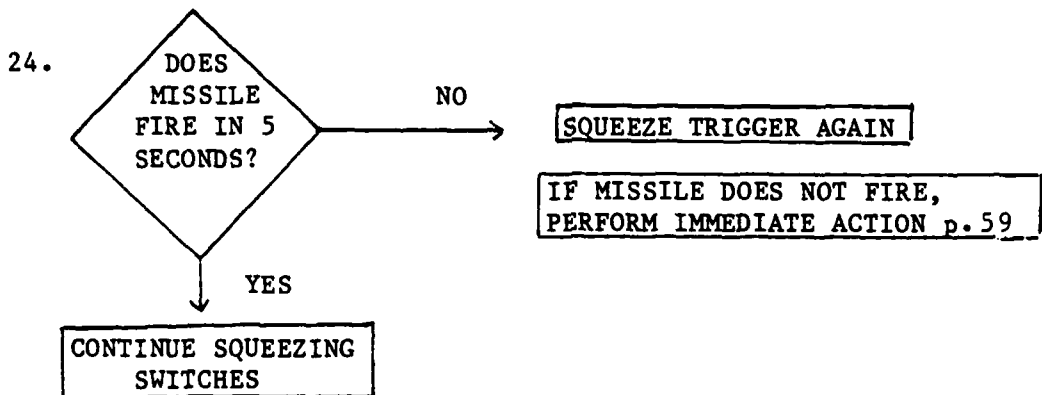 24.
DOES
MISSILE
FIRE IN 5
SECONDS?
NO
SQUEEZE TRIGGER AGAIN
IF MISSILE DOES NOT FIRE,
PERFORM IMMEDIATE ACTION p.59
YES
CONTINUE SQUEEZING
SWITCHES